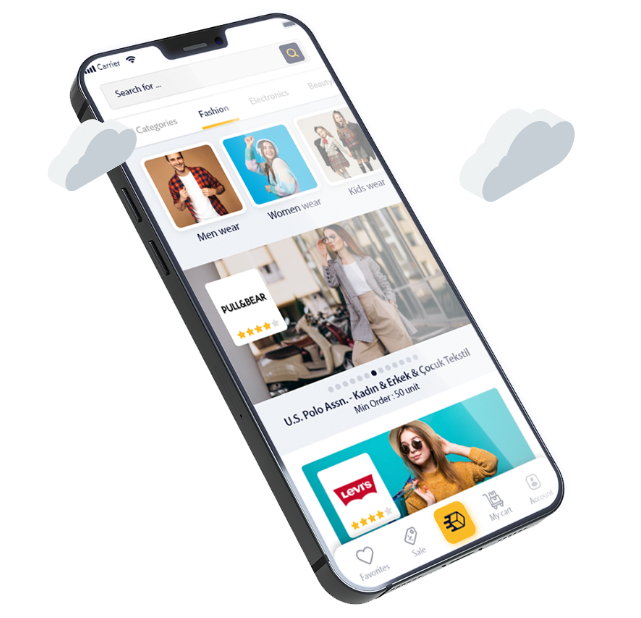 Carrier
Search for ...
Categories Fashion Electronics Beauty
Men wear Women wear Kids wear
PULL&BEAR
U.S. Polo Assn. - Kadın & Erkek & Çocuk Tekstil
Min Order : 50 unit
LEVI'S
Favorites Sale My cart Account